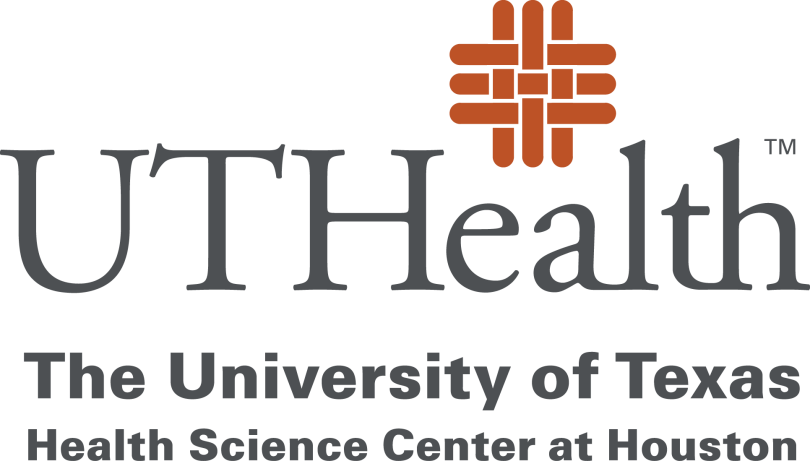 UTHealth™
The University of Texas
Health Science Center at Houston